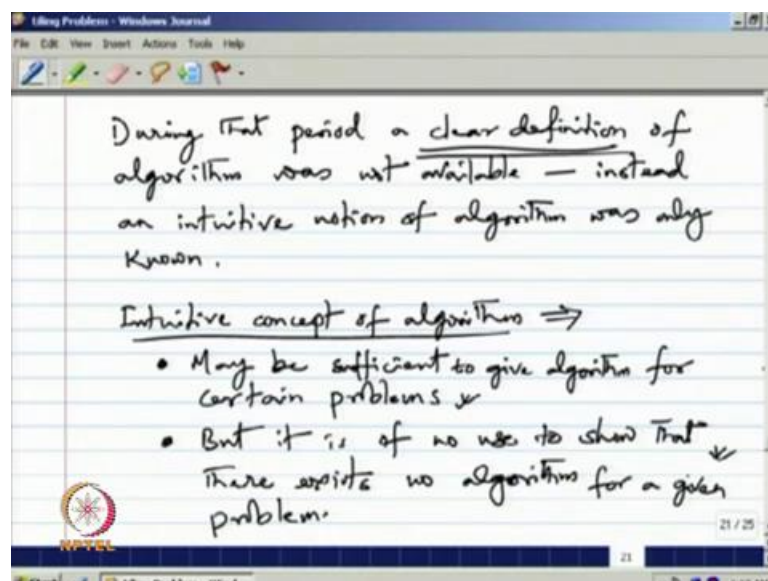 tiling Problem - Windows Journal
File Edit View Insert Actions Tools Help
During that period a clear definition of
algorithm was not available — instead
an intuitive notion of algorithm was only
known.
Intuitive concept of algorithm ⇒
• May be sufficient to give algorithm for
certain problems
• But it is of no use to show that
there exists no algorithm for a given
problem.
NPTEL
21 / 25
21